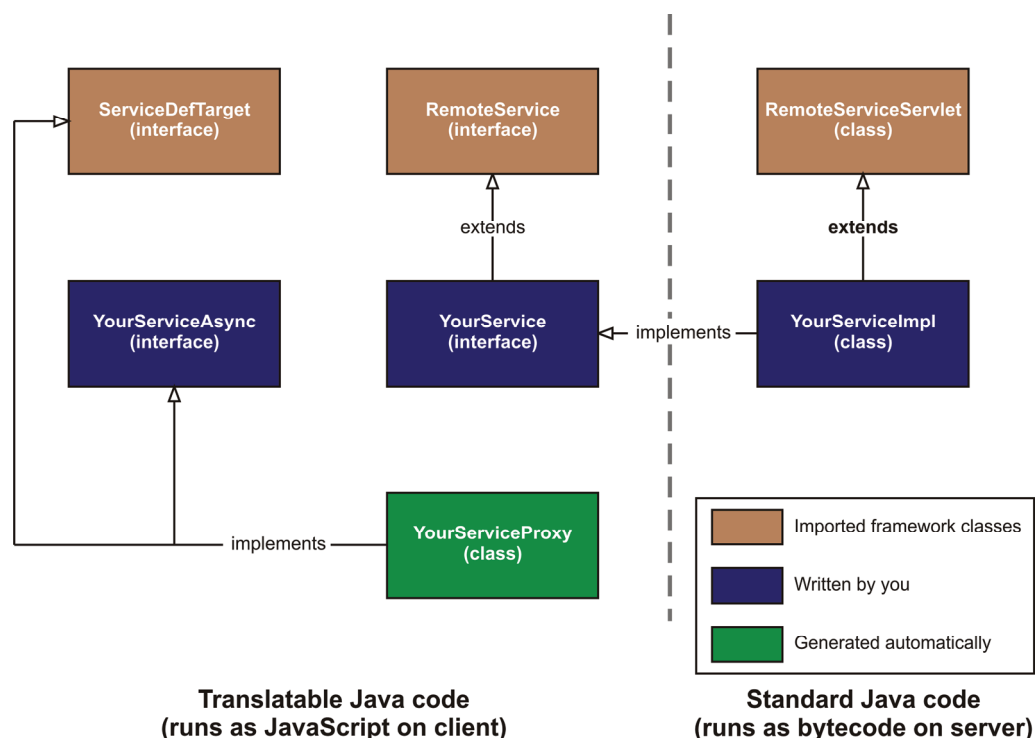 ServiceDefTarget
(interface)
RemoteService
(interface)
RemoteServiceServlet
(class)
extends
extends
YourServiceAsync
(interface)
YourService
(interface)
implements
YourServiceImpl
(class)
implements
YourServiceProxy
(class)
Imported framework classes
Written by you
Generated automatically
Translatable Java code
(runs as JavaScript on client)
Standard Java code
(runs as bytecode on server)